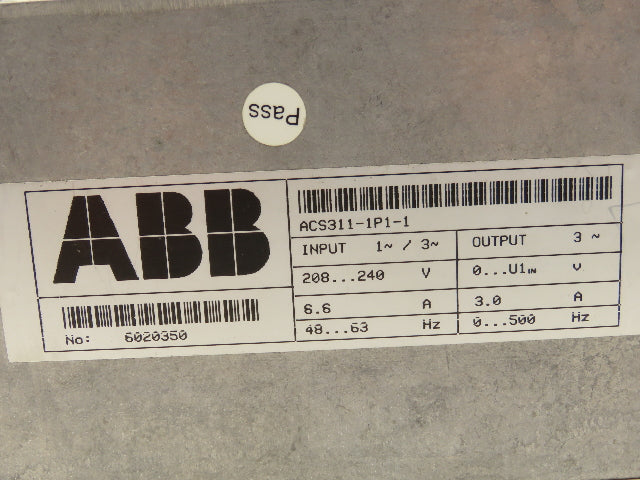 Pass
ABB
ACS311-1P1-1
INPUT 1~ / 3~ OUTPUT 3 ~
208...240 V 0...U1IN V
6.6 A 3.0 A
48...63 Hz 0...500 Hz
No: 6020350